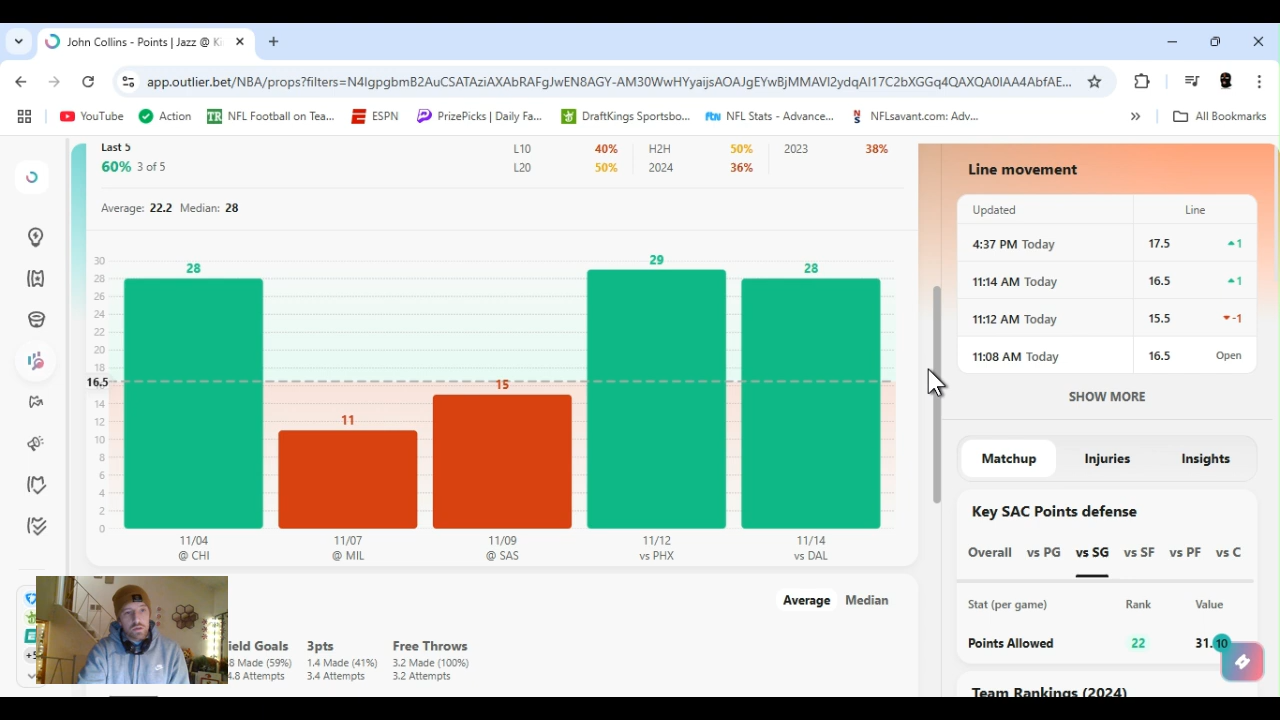 John Collins - Points | Jazz @ Ki
app.outlier.bet/NBA/props?filters=N4IgpgbmB2AuCSATAziAXAbRAFgJwEN8AGY-AM30WwHYyaijsAOAJgEYwBjMMAVI2ydqAI17C2bXGGq4QAXQA0IAA4AbfAE...
YouTube Action NFL Football on Tea... ESPN PrizePicks | Daily Fa... DraftKings Sportsbo... NFL Stats - Advance... NFLsavant.com: Adv... » All Bookmarks
Last 5
60% 3 of 5
L10 40% H2H 50% 2023 38%
L20 50% 2024 36%
Average: 22.2 Median: 28
30
28
26
24
22
20
18
16.5
14
12
10
8
6
4
2
0
28
11
15
29
28
11/04 11/07 11/09 11/12 11/14
@ CHI @ MIL @ SAS vs PHX vs DAL
Average Median
ield Goals 3pts Free Throws
8 Made (59%) 1.4 Made (41%) 3.2 Made (100%)
4.8 Attempts 3.4 Attempts 3.2 Attempts
Line movement
Updated Line
4:37 PM Today 17.5 1
11:14 AM Today 16.5 1
11:12 AM Today 15.5 -1
11:08 AM Today 16.5 Open
SHOW MORE
Matchup Injuries Insights
Key SAC Points defense
Overall vs PG vs SG vs SF vs PF vs C
Stat (per game) Rank Value
Points Allowed 22 31.
10
Team Rankings (2024)